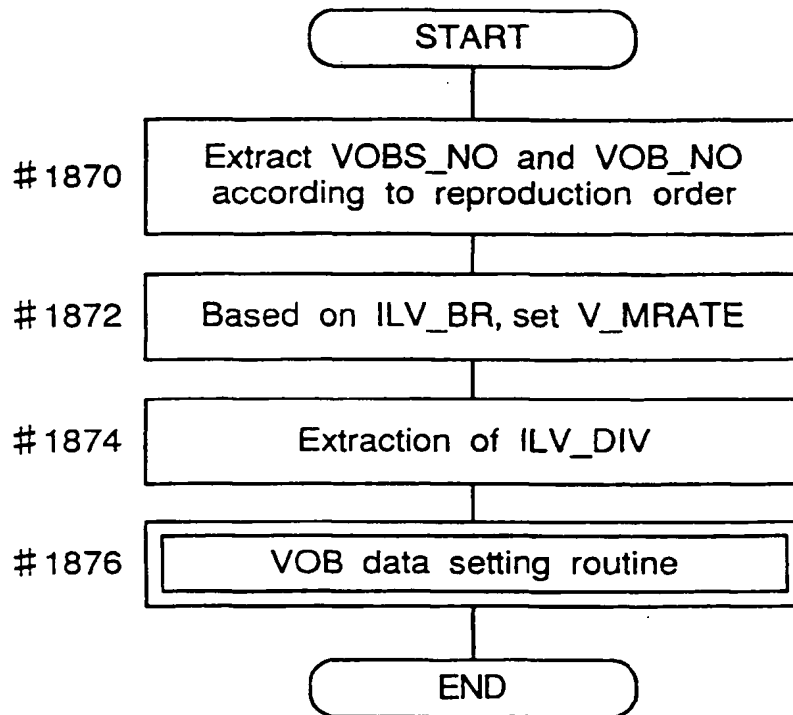 START
#1870
Extract VOBS_NO and VOB_NO
according to reproduction order
#1872
Based on ILV_BR, set V_MRATE
#1874
Extraction of ILV_DIV
#1876
VOB data setting routine
END